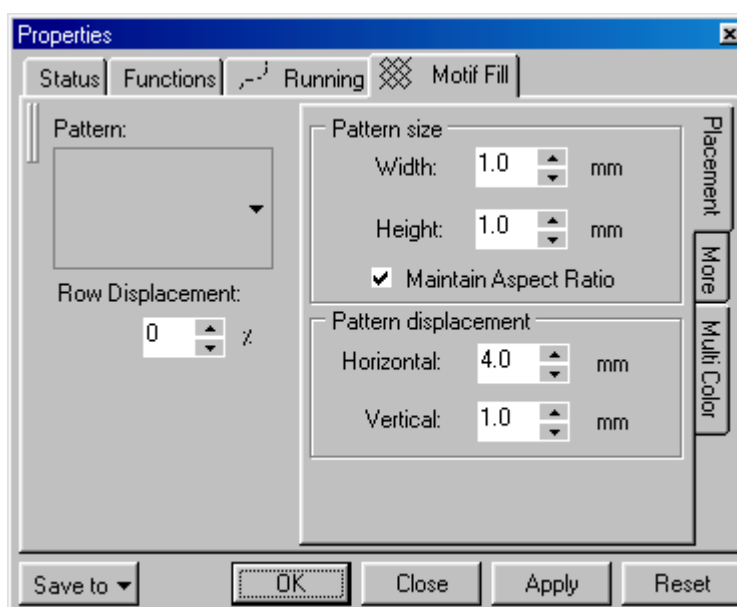 Properties
Status Functions Running Motif Fill
Pattern:
Row Displacement:
0 %
Pattern size
Width: 1.0 mm
Height: 1.0 mm
Maintain Aspect Ratio
Pattern displacement
Horizontal: 4.0 mm
Vertical: 1.0 mm
Placement
More
Multi Color
Save to OK Close Apply Reset